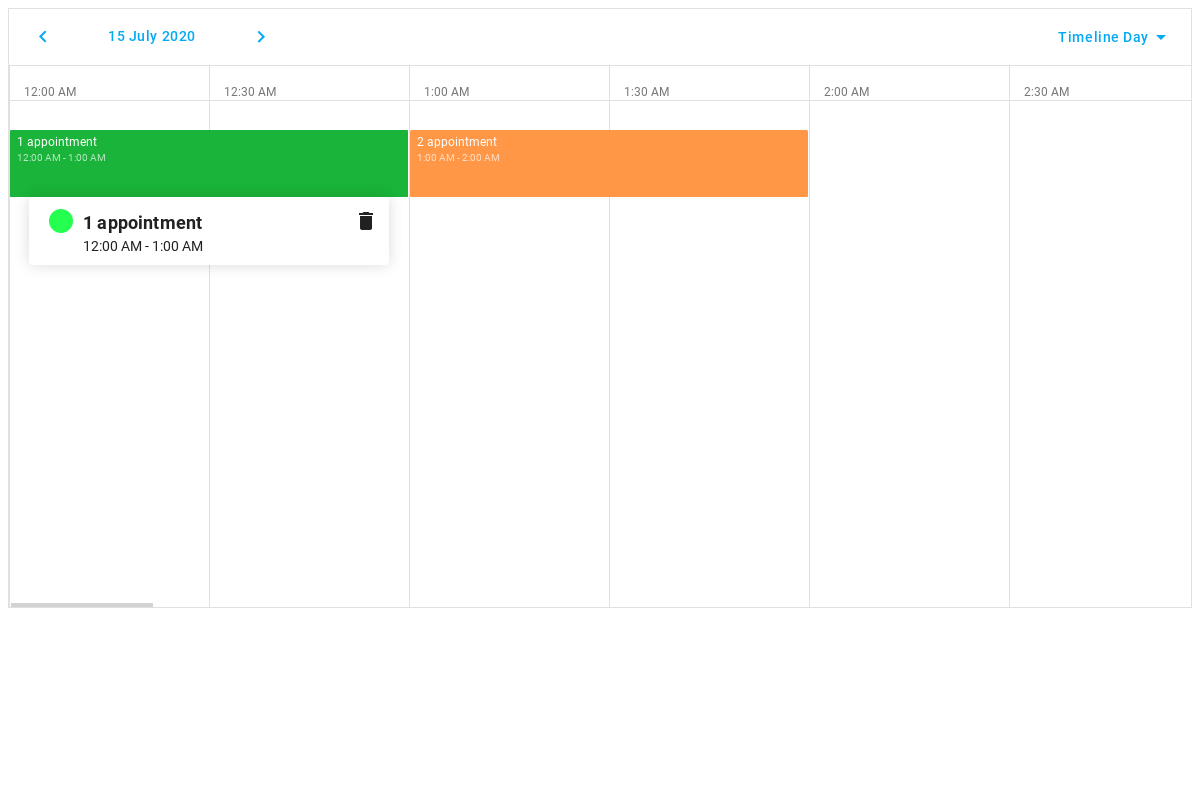 15 July 2020
Timeline Day
12:00 AM
12:30 AM
1:00 AM
1:30 AM
2:00 AM
2:30 AM
1 appointment
12:00 AM - 1:00 AM
2 appointment
1:00 AM - 2:00 AM
1 appointment
12:00 AM - 1:00 AM